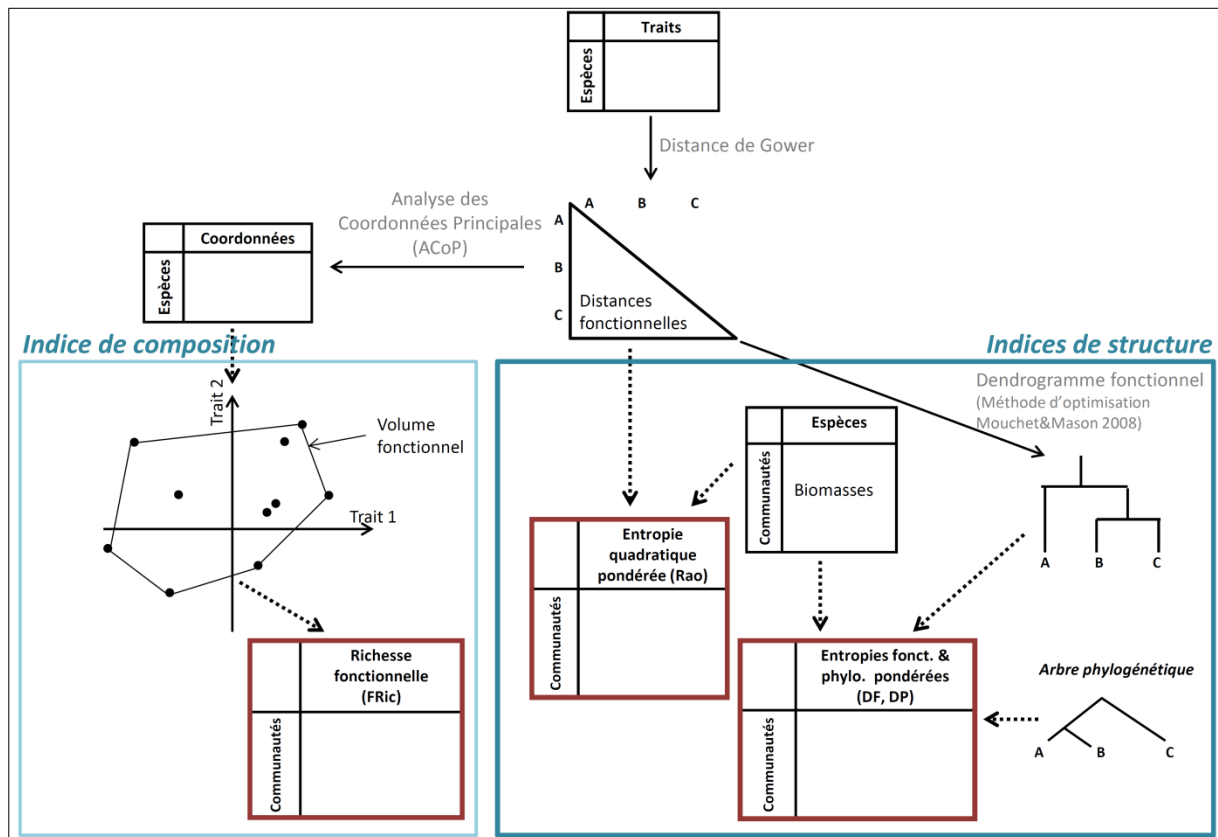 Traits
Espèces
Distance de Gower
A B C
A
B
C
Distances
fonctionnelles
Analyse des
Coordonnées Principales
(ACoP)
Coordonnées
Espèces
Indice de composition
Trait 2
Volume
fonctionnel
Trait 1
Richesse
fonctionnelle
(FRic)
Communautés
Indices de structure
Dendrogramme fonctionnel
(Méthode d'optimisation
Mouchet&Mason 2008)
Espèces
Communautés
Biomasses
A B C
Entropie
quadratique
pondérée (Rao)
Communautés
Entropies fonct. &
phylo. pondérées
(DF, DP)
Communautés
Arbre phylogénétique
A B C